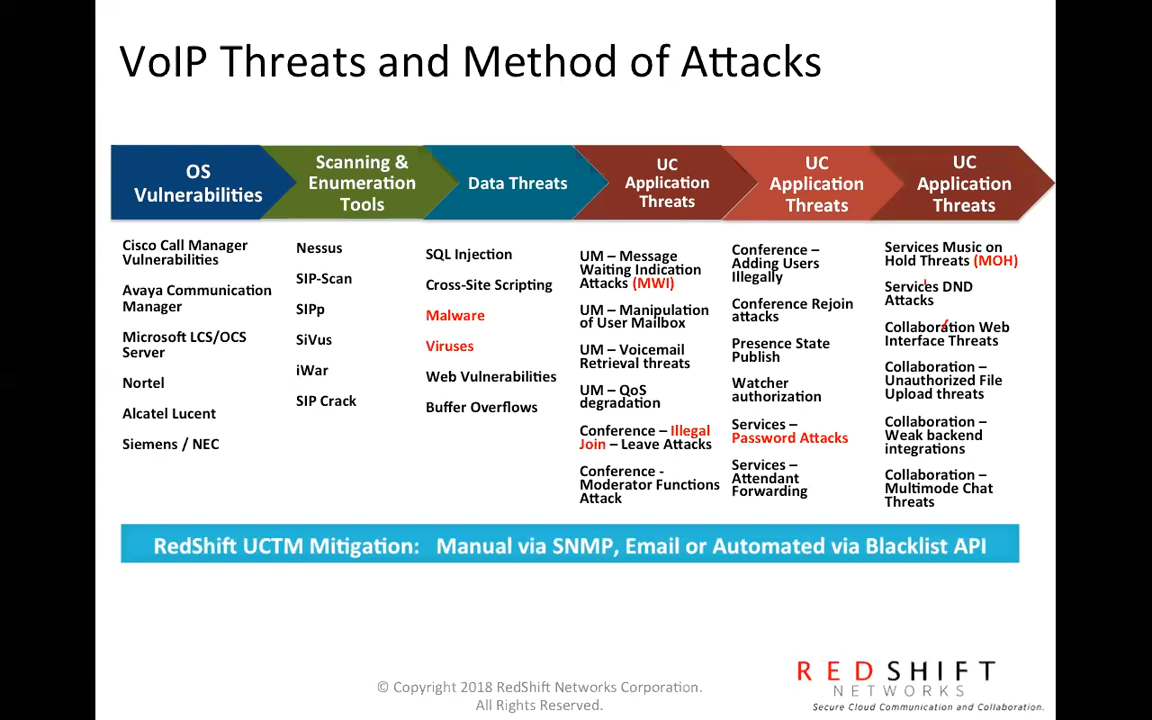 VoIP Threats and Method of Attacks
OS
Vulnerabilities
Scanning &
Enumeration
Tools
Data Threats
UC
Application
Threats
UC
Application
Threats
UC
Application
Threats
Cisco Call Manager
Vulnerabilities
Avaya Communication
Manager
Microsoft LCS/OCS
Server
Nortel
Alcatel Lucent
Siemens / NEC
Nessus
SIP-Scan
SIPp
SiVus
iWar
SIP Crack
SQL Injection
Cross-Site Scripting
Malware
Viruses
Web Vulnerabilities
Buffer Overflows
UM – Message
Waiting Indication
Attacks (MWI)
UM – Manipulation
of User Mailbox
UM – Voicemail
Retrieval threats
UM – QoS
degradation
Conference – Illegal
Join – Leave Attacks
Conference -
Moderator Functions
Attack
Conference –
Adding Users
Illegally
Conference Rejoin
attacks
Presence State
Publish
Watcher
authorization
Services –
Password Attacks
Services –
Attendant
Forwarding
Services Music on
Hold Threats (MOH)
Services DND
Attacks
Collaboration Web
Interface Threats
Collaboration –
Unauthorized File
Upload threats
Collaboration –
Weak backend
integrations
Collaboration –
Multimode Chat
Threats
RedShift UCTM Mitigation: Manual via SNMP, Email or Automated via Blacklist API
© Copyright 2018 RedShift Networks Corporation.
All Rights Reserved.
REDSHIFT
NETWORKS
Secure Cloud Communication and Collaboration.